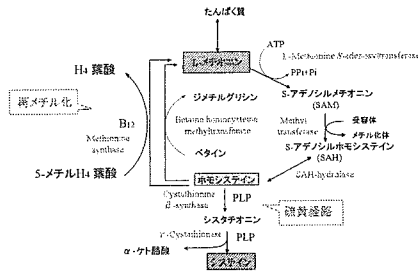 たんぱく質
L-メチオニン
ATP
L-Methionine S-adenosyltransferase
PPi+Pi
H4 葉酸
再メチル化
ジメチルグリシン
S-アデノシルメチオニン
(SAM)
B12
Methionine
synthase
Betaine homocysteine
methyltransferase
Methyl
transferase
受容体
メチル化体
ベタイン
S-アデノシルホモシステイン
(SAH)
5-メチルH4 葉酸
ホモシステイン
SAH-hydralase
Cystathionine
β-synthase
PLP
硫黄経路
シスタチオニン
γ-Cystathionase
PLP
α-ケト酪酸
システイン